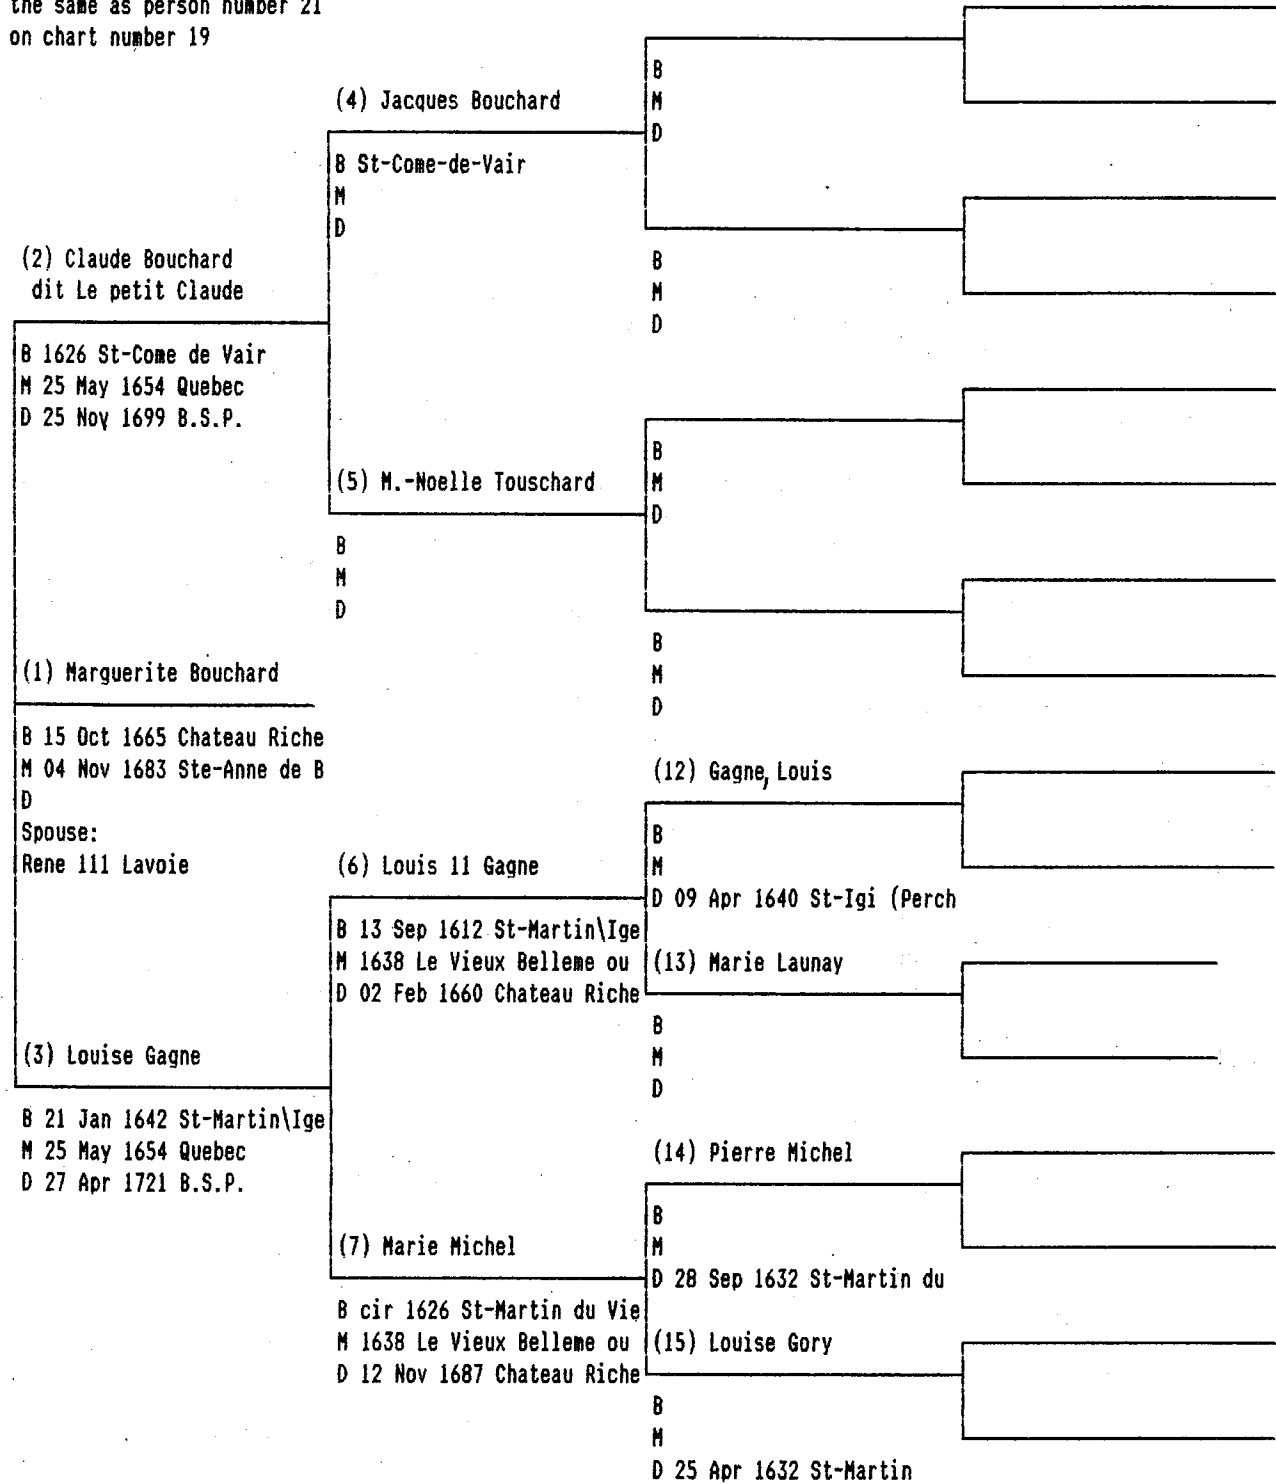 the same as person number 21
on chart number 19
B
M
D
(4) Jacques Bouchard
B St-Come-de-Vair
M
D
B
M
D
(2) Claude Bouchard
dit Le petit Claude
B 1626 St-Come de Vair
M 25 May 1654 Quebec
D 25 Nov 1699 B.S.P.
B
M
D
(5) M.-Noelle Touschard
B
M
D
B
M
D
(1) Marguerite Bouchard
B 15 Oct 1665 Chateau Riche
M 04 Nov 1683 Ste-Anne de B
D
Spouse:
Rene 111 Lavoie
(12) Gagne, Louis
B
M
D 09 Apr 1640 St-Igi (Perch
(6) Louis 11 Gagne
B 13 Sep 1612 St-Martin\Ige
M 1638 Le Vieux Belleme ou
D 02 Feb 1660 Chateau Riche
(13) Marie Launay
B
M
D
(3) Louise Gagne
B 21 Jan 1642 St-Martin\Ige
M 25 May 1654 Quebec
D 27 Apr 1721 B.S.P.
(14) Pierre Michel
B
M
D 28 Sep 1632 St-Martin du
(7) Marie Michel
B cir 1626 St-Martin du Vie
M 1638 Le Vieux Belleme ou
D 12 Nov 1687 Chateau Riche
(15) Louise Gory
B
M
D 25 Apr 1632 St-Martin